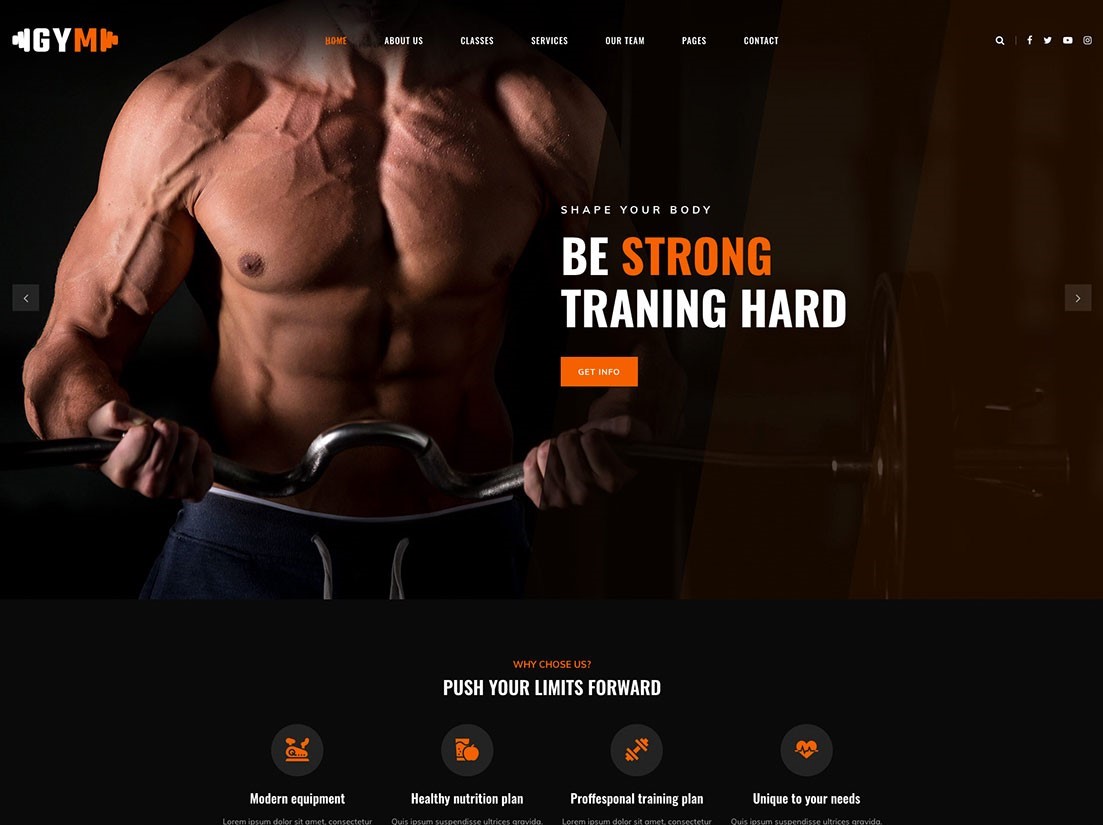 GYM
HOME ABOUT US CLASSES SERVICES OUR TEAM PAGES CONTACT
SHAPE YOUR BODY
BE STRONG
TRANING HARD
GET INFO
WHY CHOSE US?
PUSH YOUR LIMITS FORWARD
Modern equipment Healthy nutrition plan Proffesponal training plan Unique to your needs
Lorem ipsum dolor sit amet, consectetur Quis ipsum suspendisse ultrices gravida. Lorem ipsum dolor sit amet, consectetur Quis ipsum suspendisse ultrices gravida.